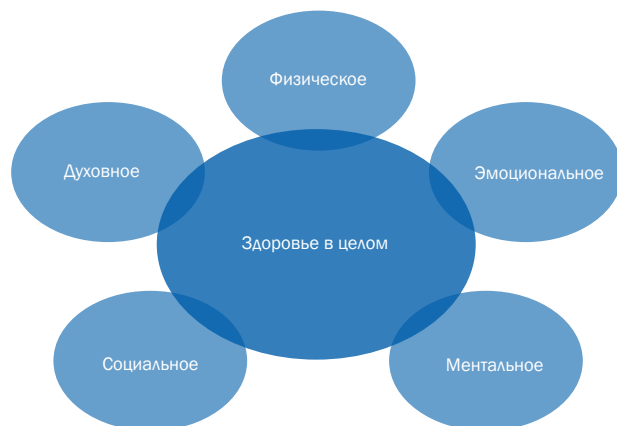 Физическое
Духовное
Эмоциональное
Здоровье в целом
Социальное
Ментальное